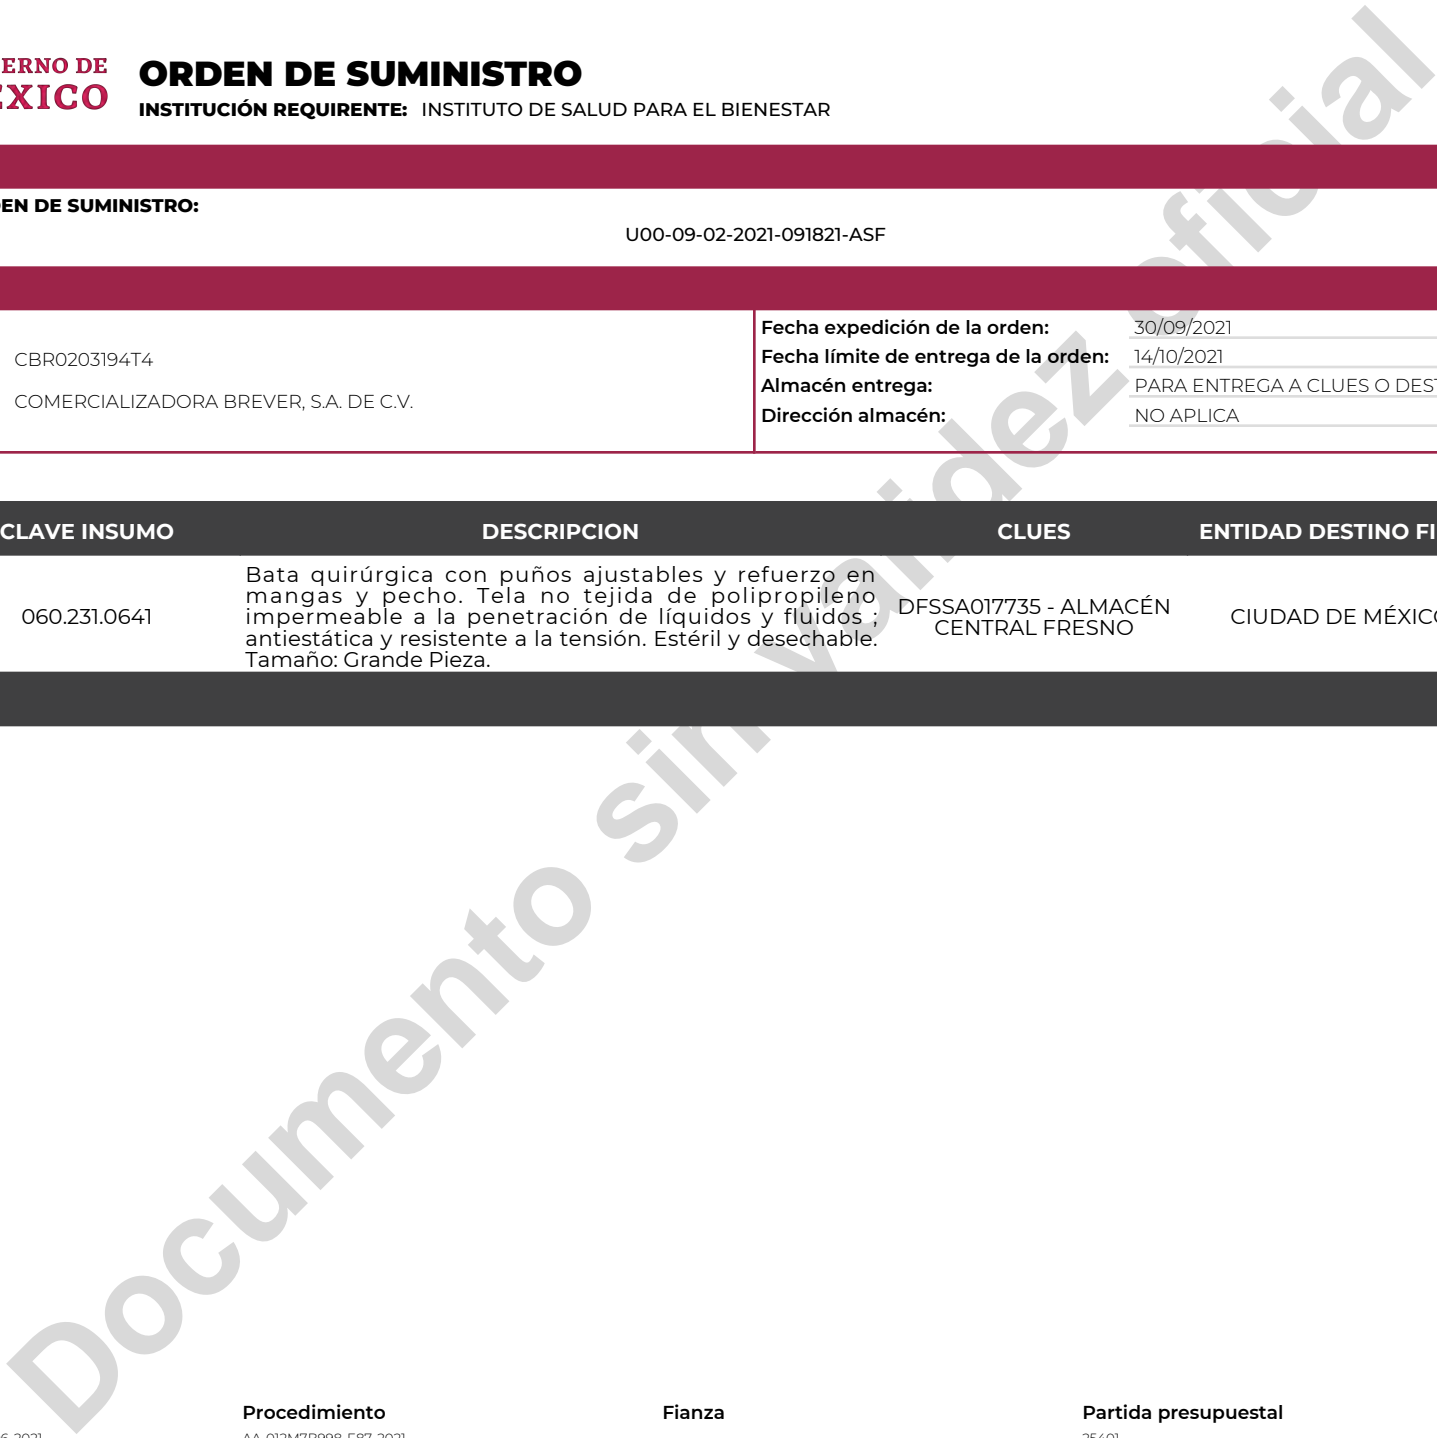 ERNO DE
ÉXICO
ORDEN DE SUMINISTRO
INSTITUCIÓN REQUIRENTE: INSTITUTO DE SALUD PARA EL BIENESTAR
EN DE SUMINISTRO:
U00-09-02-2021-091821-ASF
CBR0203194T4
COMERCIALIZADORA BREVER, S.A. DE C.V.
Fecha expedición de la orden: 30/09/2021
Fecha límite de entrega de la orden: 14/10/2021
Almacén entrega: PARA ENTREGA A CLUES O DEST
Dirección almacén: NO APLICA
CLAVE INSUMO DESCRIPCION CLUES ENTIDAD DESTINO FI
060.231.0641
Bata quirúrgica con puños ajustables y refuerzo en
mangas y pecho. Tela no tejida de polipropileno
impermeable a la penetración de líquidos y fluidos ;
antiestática y resistente a la tensión. Estéril y desechable.
Tamaño: Grande Pieza.
DFSSA017735 - ALMACÉN
CENTRAL FRESNO
CIUDAD DE MÉXICO
Documento sin validez oficial
Procedimiento Fianza Partida presupuestal